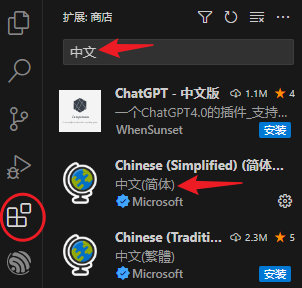 扩展: 商店
中文
ChatGPT - 中文版 1.1M 4
一个ChatGPT4.0的插件_支持...
WhenSunset 安装
Chinese (Simplified) (简体...
中文(简体)
Microsoft
Chinese (Traditi... 2.3M 5
中文(繁體)
Microsoft 安装